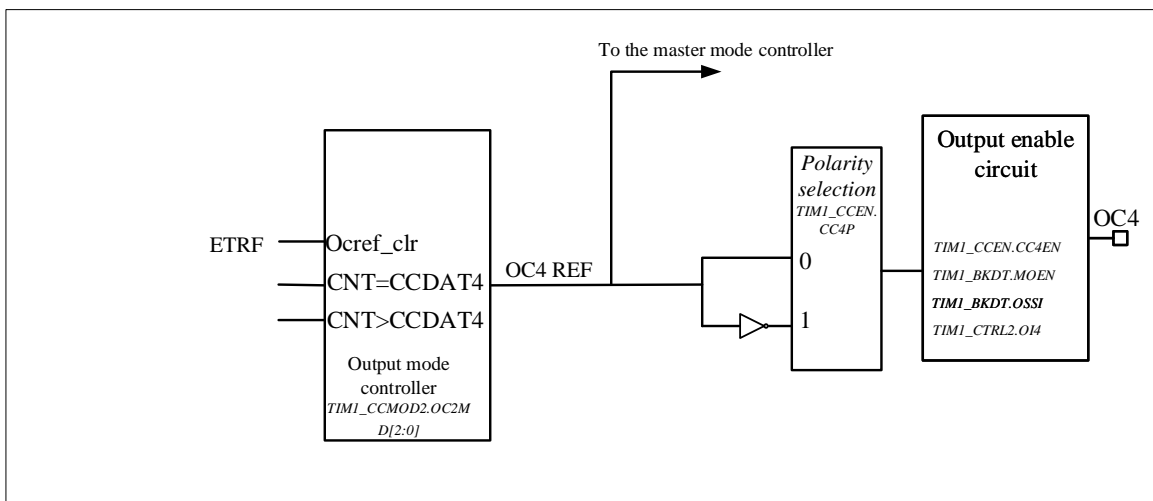 To the master mode controller
ETRF
Ocref_clr
CNT=CCDAT4
CNT>CCDAT4
Output mode
controller
TIM1_CCMOD2.OC2M
D[2:0]
OC4 REF
Polarity
selection
TIM1_CCEN.
CC4P
0
1
Output enable
circuit
TIM1_CCEN.CC4EN
TIM1_BKDT.MOEN
TIM1_BKDT.OSSI
TIM1_CTRL2.OI4
OC4